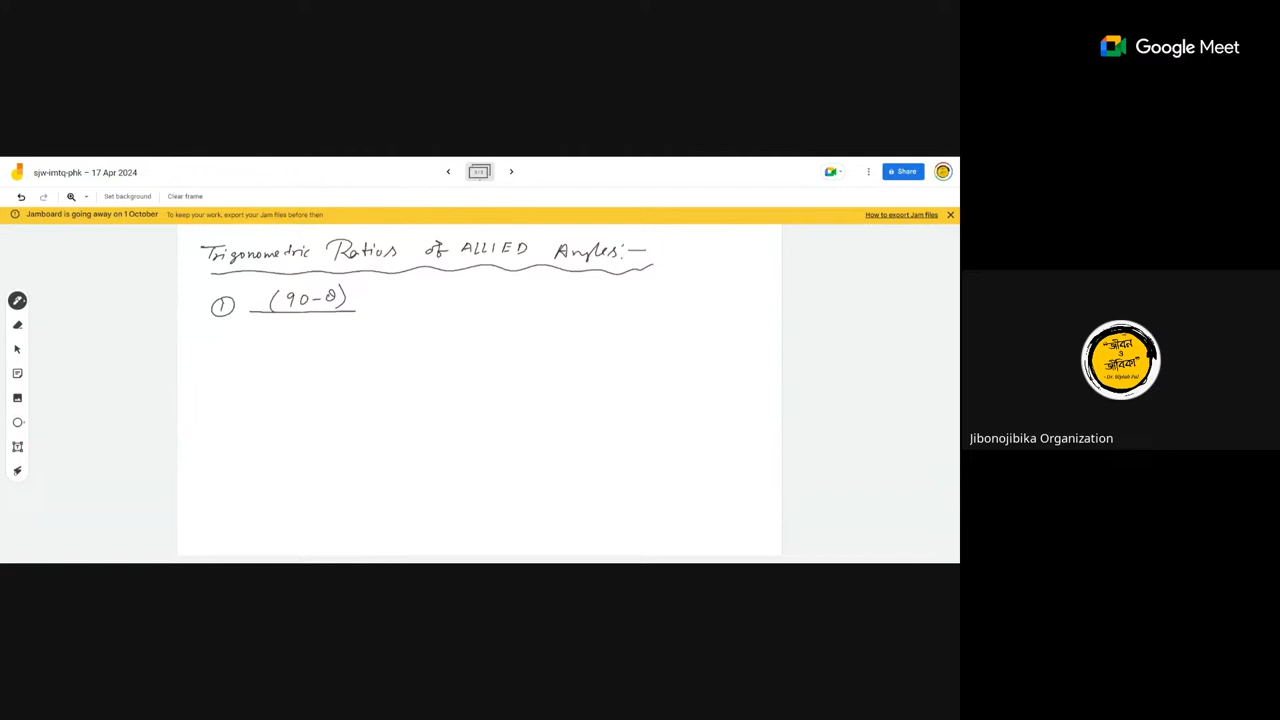 Google Meet
sjw-imtq-phk – 17 Apr 2024
Share
Set background
Clear frame
Jamboard is going away on 1 October To keep your work, export your Jam files before then
How to export Jam files
Trigonometric Ratios of ALLIED Angles:—
① (90-θ)
"জীবন
ও
জীবিকা"
Jibonojibika Organization